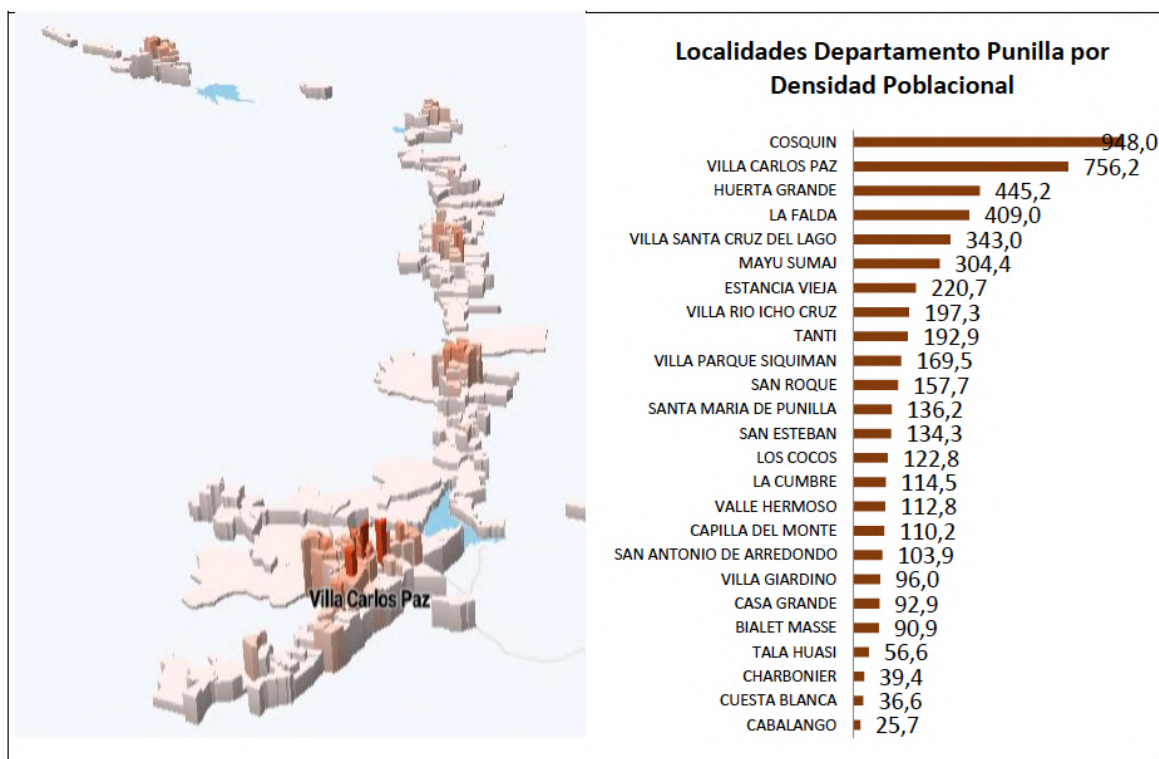 Localidades Departamento Punilla por
Densidad Poblacional
COSQUIN 948,0
VILLA CARLOS PAZ 756,2
HUERTA GRANDE 445,2
LA FALDA 409,0
VILLA SANTA CRUZ DEL LAGO 343,0
MAYU SUMAJ 304,4
ESTANCIA VIEJA 220,7
VILLA RIO ICHO CRUZ 197,3
TANTI 192,9
VILLA PARQUE SIQUIMAN 169,5
SAN ROQUE 157,7
SANTA MARIA DE PUNILLA 136,2
SAN ESTEBAN 134,3
LOS COCOS 122,8
LA CUMBRE 114,5
VALLE HERMOSO 112,8
CAPILLA DEL MONTE 110,2
SAN ANTONIO DE ARREDONDO 103,9
VILLA GIARDINO 96,0
CASA GRANDE 92,9
BIALET MASSE 90,9
TALA HUASI 56,6
CHARBONIER 39,4
CUESTA BLANCA 36,6
CABALANGO 25,7
Villa Carlos Paz